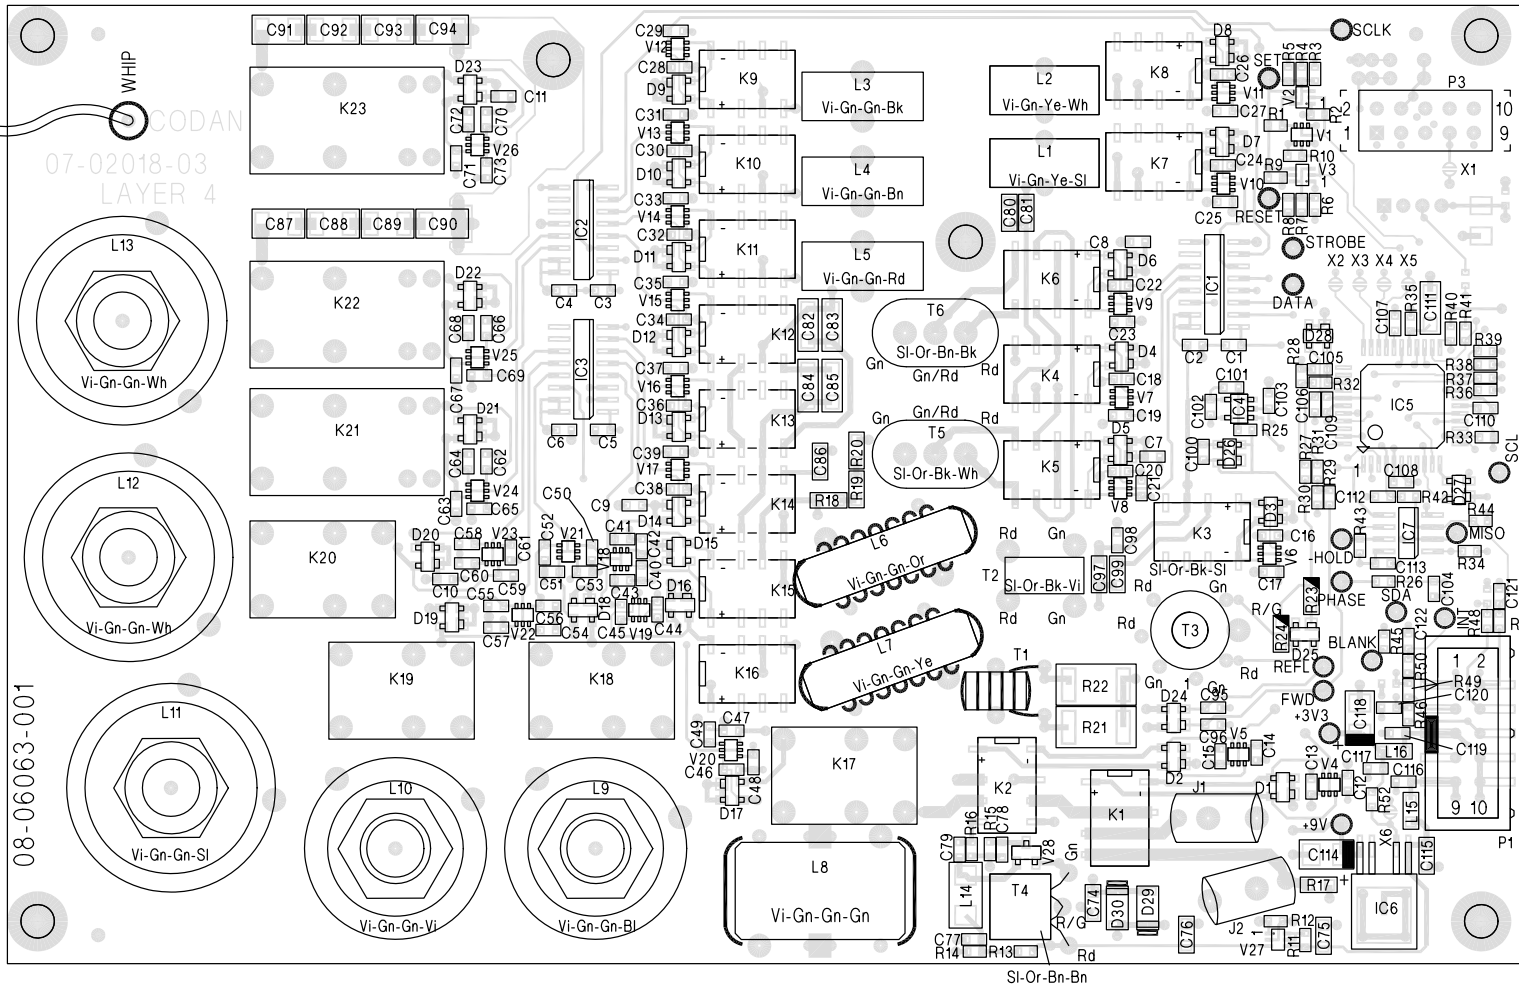 C91 C92 C93 C94
WHIP
CODAN
07-02018-03
LAYER 4
D23
C11
K23
C72 C70
V26
C71 C73
C87 C88 C89 C90
L13
Vi-Gn-Gn-Wh
K22
D22
C68 C66
V25
C69
C67
K21
D21
C64 C62
V24
C63
C65
L12
Vi-Gn-Gn-Wh
K20
D20
C58 V23
C61
C60
C59
C10
C55
D19
C57
V22
C56
C54
C50
C52
V21
C51 C53
V18
C9
C41
C42
C40
C43
D18
C45 V19 C44
D15
D16
IC2
C4 C3
IC3
C6 C5
C29
V12
C28
D9
C31
V13
C30
D10
C33
V14
C32
D11
C35
V15
C34
D12
C37
V16
C36
D13
C39
V17
C38
D14
K9
K10
K11
K12
K13
K14
K15
K16
L3
Vi-Gn-Gn-Bk
L4
Vi-Gn-Gn-Bn
L5
Vi-Gn-Gn-Rd
C82 C83
C84 C85
C86
R20
R19
R18
L6
Vi-Gn-Gn-Or
L7
Vi-Gn-Gn-Ye
L2
Vi-Gn-Ye-Wh
L1
Vi-Gn-Ye-Sl
C80 C81
K8
K7
D8
C26
V11
C27
D7
C24
V10
C25
T6
Sl-Or-Bn-Bk
Gn
Gn/Rd
Rd
Gn
Gn/Rd
Rd
T5
Sl-Or-Bk-Wh
K6
K4
K5
C8
D6
C22
V9
C23
D4
C18
V7
C19
D5
C7
C20
C21
V8
IC1
C2 C1
C101
C102
IC4
C103
R25
C100
D26
K3
Sl-Or-Bk-Sl
D3
C16
V6
C17
Rd Gn
T2
Sl-Or-Bk-Vi
Rd
C98
C97 C99
Rd
Gn
Rd
T3
R/G
R24
R23
D25
Rd
Gn 1 Gn
T1
R22
R21
D24
C95
C96
D2
C15
V5
C14
SCLK
SET
R5 R4 R3
V2
1
R2
R1
V1
R10
R9
V3
1
RESET
R8 R7 R6
P3
2 10
1 9
X1
STROBE
X2 X3 X4 X5
DATA
C107
R35
C111
R40
R41
D28
R28
C105
R32
C106
C109
R39
R38
R37
R36
C110
R33
IC5
SCL
R27
R31
R29
R30
1
C108
C112
R42
D27
R44
R43
IC7
MISO
R34
-HOLD
C113
R26
PHASE
SDA
C104
INT
C121
R48
R
R45
C122
BLANK
R50
R49
C120
REFL
FWD
+3V3
C118
R46
C119
C117
L16
C116
1 2
9 10
P1
D1
C13
V4
C12
R52
L15
+9V
X6
C114
C115
R17
IC6
J1
J2
R12
V27
1
R11
C75
C76
K19
K18
08-06063-001
L11
Vi-Gn-Gn-Sl
L10
Vi-Gn-Gn-Vi
L9
Vi-Gn-Gn-Bl
C49
C47
V20
C46
C48
D17
K17
L8
Vi-Gn-Gn-Gn
K2
K1
C79
R16
R15
C78
V28
Gn
L14
T4
C74
D30
D29
R/G
C77
R14
R13
Rd
Sl-Or-Bn-Bn